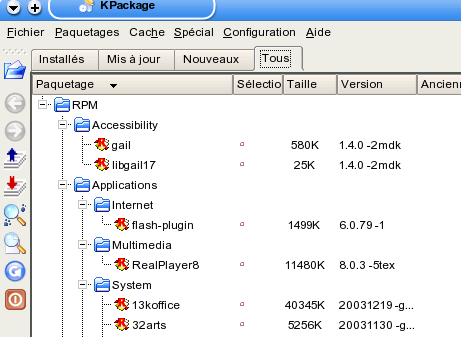 KPackage
Fichier Paquetages Cache Spécial Configuration Aide
Installés Mis à jour Nouveaux Tous
Paquetage Sélectio Taille Version Ancienn
RPM
Accessibility
gail 580K 1.4.0 -2mdk
libgail17 25K 1.4.0 -2mdk
Applications
Internet
flash-plugin 1499K 6.0.79 -1
Multimedia
RealPlayer8 11480K 8.0.3 -5tex
System
13koffice 40345K 20031219 -g...
32arts 5256K 20031130 -g...